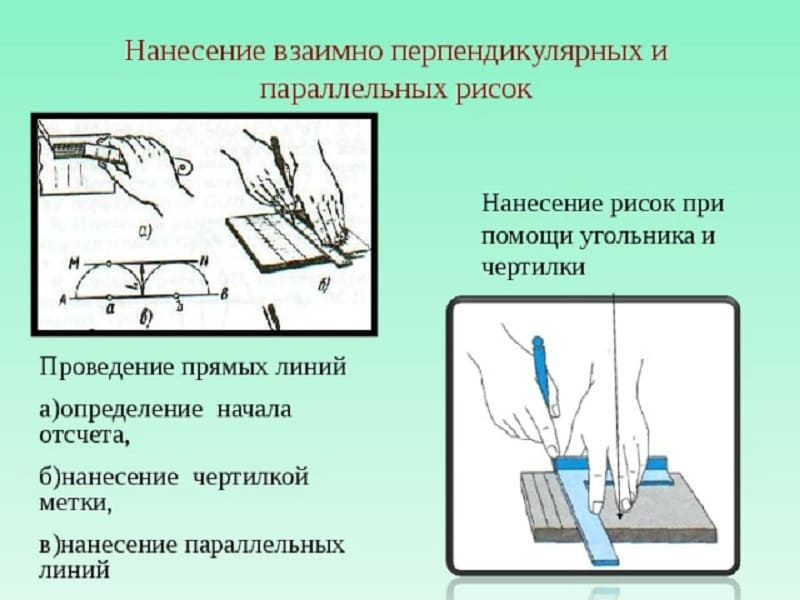 Нанесение взаимно перпендикулярных и
параллельных рисок
а)
б)
М
N
А
а
в)
В
Нанесение рисок при
помощи угольника и
чертилки
Проведение прямых линий
а)определение начала
отсчета,
б)нанесение чертилкой
метки,
в)нанесение параллельных
линий